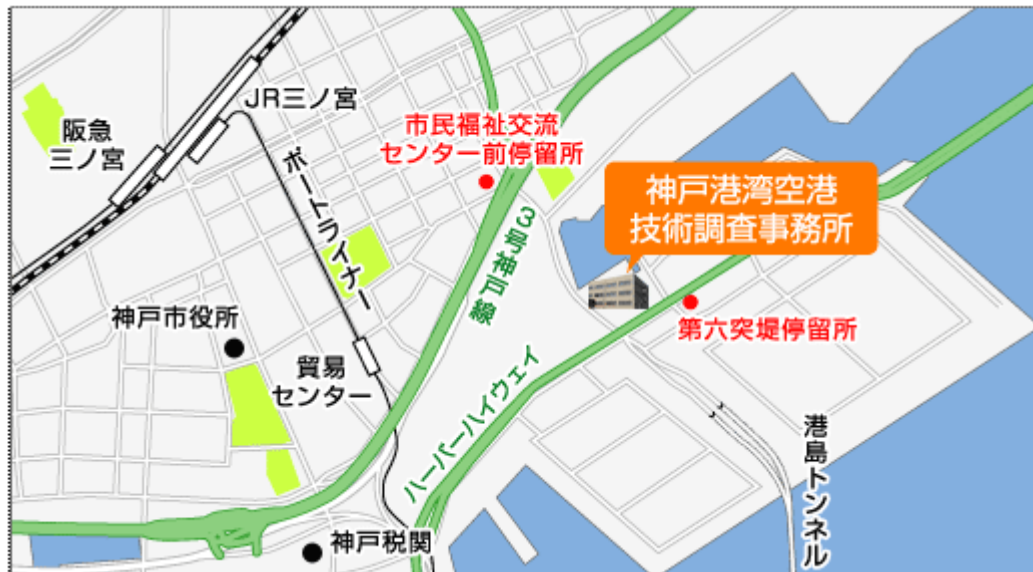 JR三ノ宮
阪急
三ノ宮
ポートライナー
市民福祉交流
センター前停留所
神戸港湾空港
技術調査事務所
3号神戸線
第六突堤停留所
神戸市役所
貿易
センター
ハーバーハイウェイ
港島トンネル
神戸税関